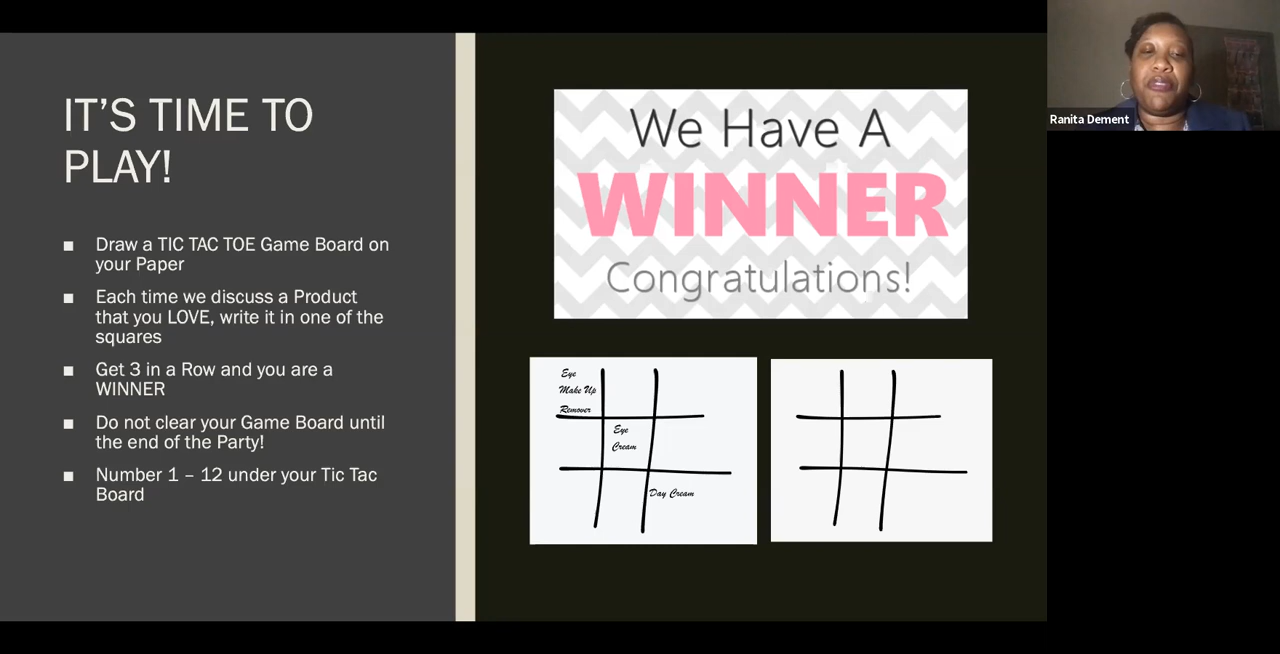 IT'S TIME TO
PLAY!
■ Draw a TIC TAC TOE Game Board on
your Paper
■ Each time we discuss a Product
that you LOVE, write it in one of the
squares
■ Get 3 in a Row and you are a
WINNER
■ Do not clear your Game Board until
the end of the Party!
■ Number 1 – 12 under your Tic Tac
Board
We Have A
WINNER
Congratulations!
Eye
Make Up
Remover
Eye
Cream
Day Cream
Ranita Dement